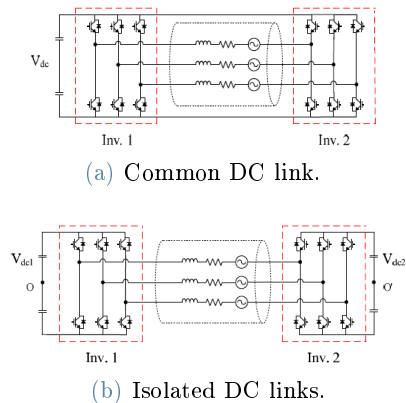 V_dc
Inv. 1 Inv. 2
(a) Common DC link.
V_dc1 V_dc2
O O'
Inv. 1 Inv. 2
(b) Isolated DC links.